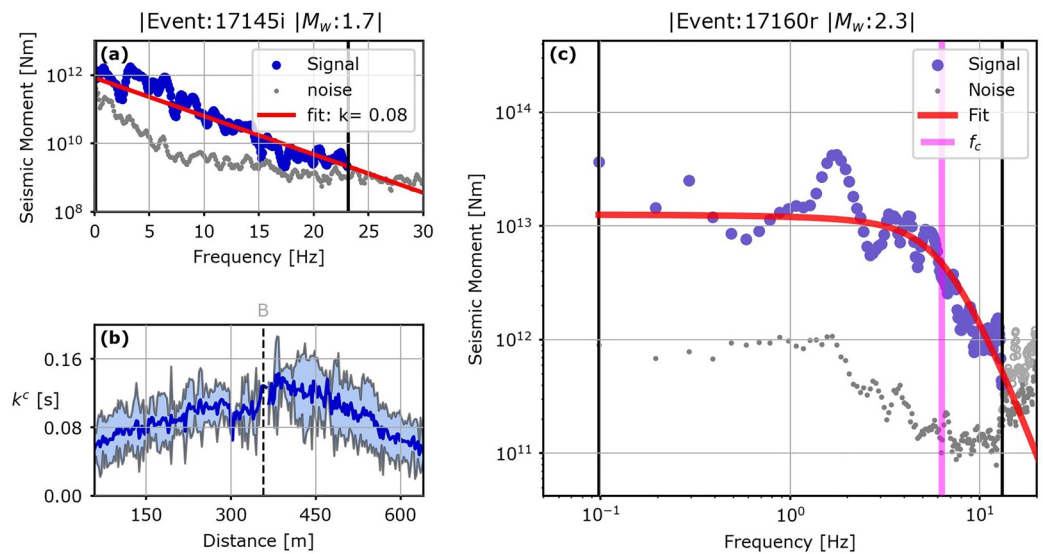 |Event:17145i |Mw:1.7|
(a)
Signal
noise
fit: k= 0.08
Seismic Moment [Nm]
10^12
10^10
10^8
0 5 10 15 20 25 30
Frequency [Hz]
B
(b)
k^c [s]
0.16
0.08
0.00
150 300 450 600
Distance [m]
|Event:17160r |Mw:2.3|
(c)
Signal
Noise
Fit
fc
Seismic Moment [Nm]
10^14
10^13
10^12
10^11
10^−1 10^0 10^1
Frequency [Hz]